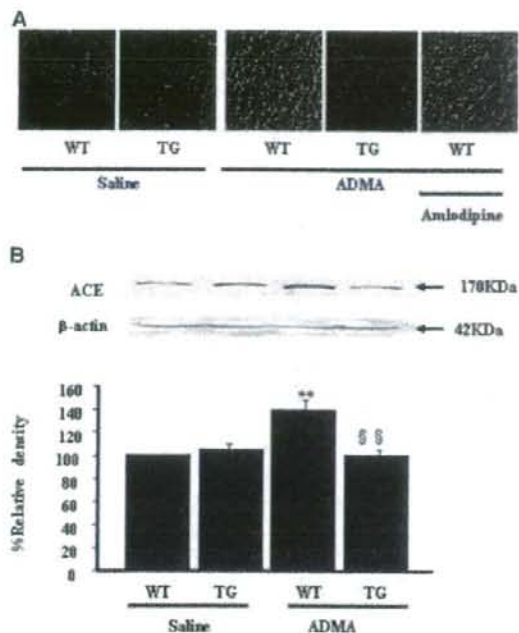 A
WT TG WT TG WT
Saline ADMA
Amlodipine
B
ACE 170KDa
β-actin 42KDa
%Relative density
160
140
120
100
80
60
40
20
0
**
§ §
WT TG WT TG
Saline ADMA